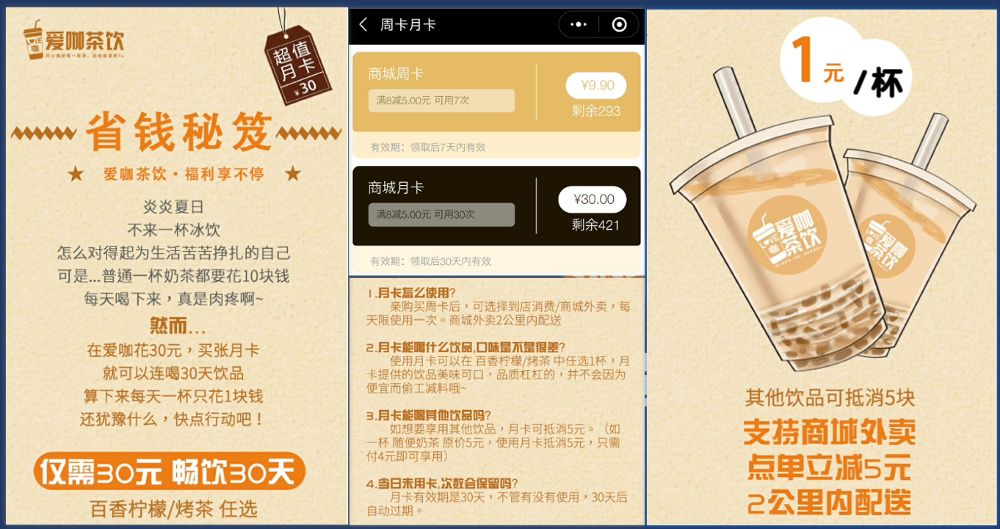 爱咖茶饮
超值
月卡
¥30
省钱秘笈
爱咖茶饮·福利享不停
炎炎夏日
不来一杯冰饮
怎么对得起为生活苦苦挣扎的自己
可是...普通一杯奶茶都要花10块钱
每天喝下来，真是肉疼啊~
然而...
在爱咖花30元，买张月卡
就可以连喝30天饮品
算下来每天一杯只花1块钱
还犹豫什么，快点行动吧！
仅需30元 畅饮30天
百香柠檬/烤茶 任选
周卡月卡
商城周卡
满8减5.00元 可用7次
¥9.90
剩余293
有效期：领取后7天内有效
商城月卡
满8减5.00元 可用30次
¥30.00
剩余421
有效期：领取后30天内有效
1.月卡怎么使用?
亲购买周卡后，可选择到店消费/商城外卖，每
天限使用一次。商城外卖2公里内配送
2.月卡能喝什么饮品,口味是不是很差?
使用月卡可以在 百香柠檬/烤茶 中任选1杯，月
卡提供的饮品美味可口，品质杠杠的，并不会因为
便宜而偷工减料哦~
3.月卡能喝其他饮品吗?
如想要享用其他饮品，月卡可抵消5元。（如
一杯 随便奶茶 原价5元，使用月卡抵消5元，只需
付4元即可享用）
4.当日未用卡,次数会保留吗?
月卡有效期是30天，不管有没有使用，30天后
自动过期。
1元/杯
LOVE
咖
爱咖
茶饮
爱咖
茶饮
其他饮品可抵消5块
支持商城外卖
点单立减5元
2公里内配送